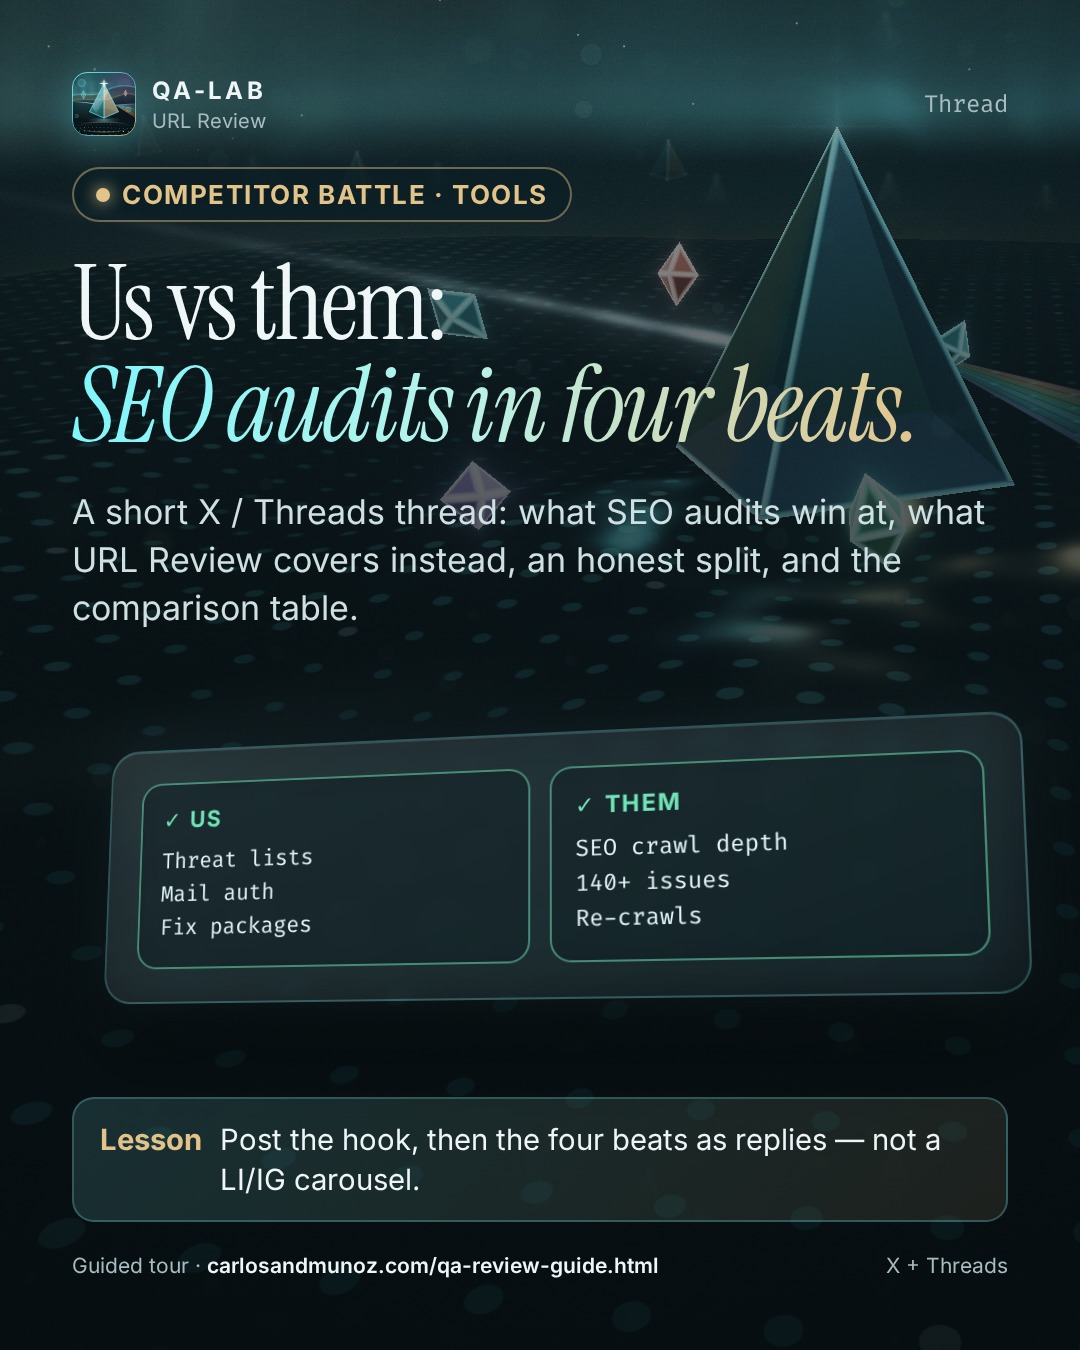 QA-LAB
URL Review
Thread
COMPETITOR BATTLE · TOOLS
Us vs them:
SEO audits in four beats.
A short X / Threads thread: what SEO audits win at, what
URL Review covers instead, an honest split, and the
comparison table.
✓ US
Threat lists
Mail auth
Fix packages
✓ THEM
SEO crawl depth
140+ issues
Re-crawls
Lesson Post the hook, then the four beats as replies — not a
LI/IG carousel.
Guided tour · carlosandmunoz.com/qa-review-guide.html
X + Threads